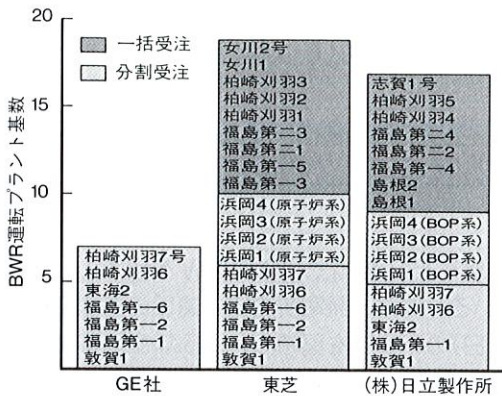 BWR運転プラント基数
20
15
10
5
一括受注
分割受注
柏崎刈羽7号
柏崎刈羽6
東海2
福島第一6
福島第一2
福島第一1
敦賀1
GE社
女川2号
女川1
柏崎刈羽3
柏崎刈羽2
柏崎刈羽1
福島第二3
福島第二1
福島第一5
福島第一3
浜岡4(原子炉系)
浜岡3(原子炉系)
浜岡2(原子炉系)
浜岡1(原子炉系)
柏崎刈羽7
柏崎刈羽6
福島第一6
福島第一2
福島第一1
敦賀1
東芝
志賀1号
柏崎刈羽5
柏崎刈羽4
福島第二4
福島第二2
福島第一4
島根2
島根1
浜岡4(BOP系)
浜岡3(BOP系)
浜岡2(BOP系)
浜岡1(BOP系)
柏崎刈羽7
柏崎刈羽6
東海2
福島第一1
敦賀1
(株)日立製作所